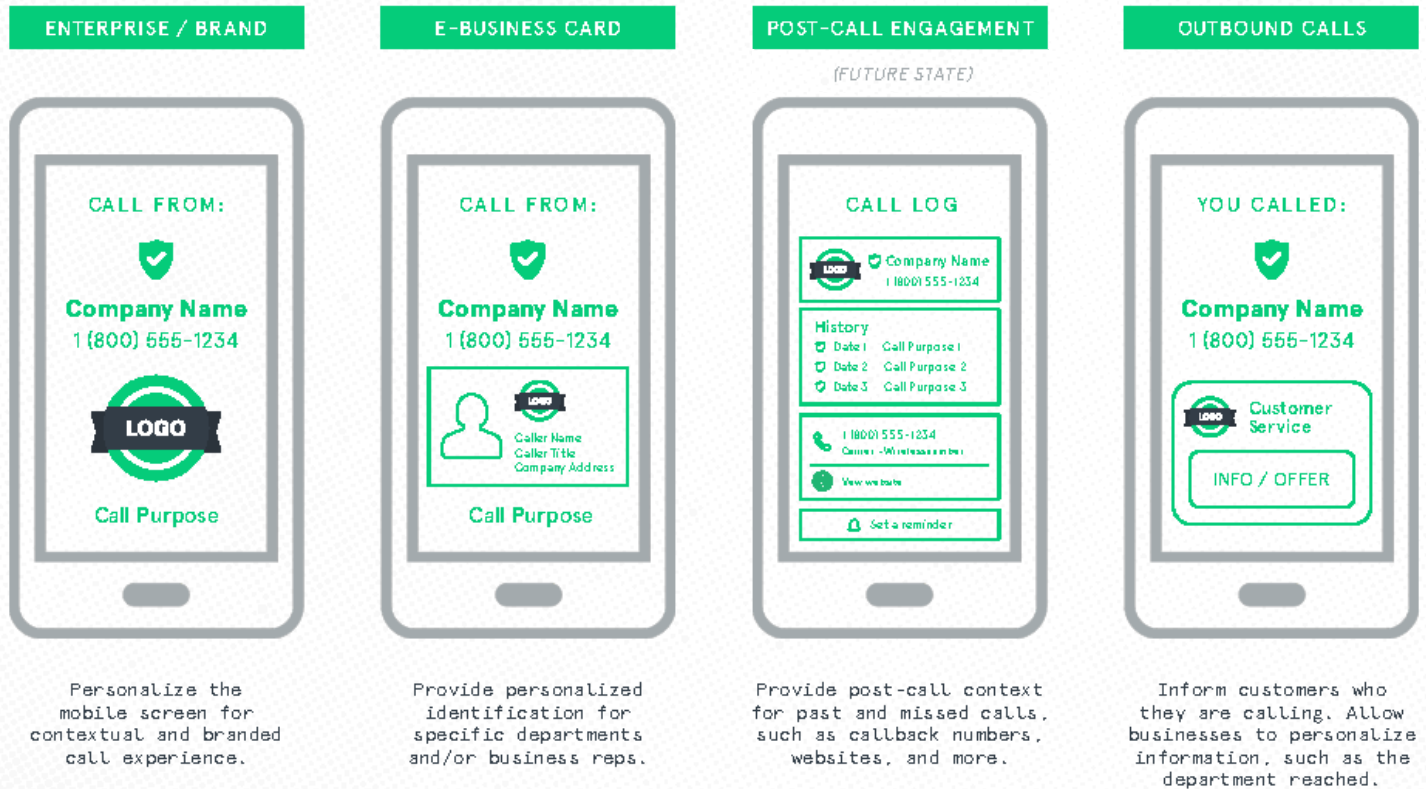 ENTERPRISE / BRAND
CALL FROM:
Company Name
1 (800) 555-1234
LOGO
Call Purpose
Personalize the
mobile screen for
contextual and branded
call experience.
E-BUSINESS CARD
CALL FROM:
Company Name
1 (800) 555-1234
LOGO
Caller Name
Caller Title
Company Address
Call Purpose
Provide personalized
identification for
specific departments
and/or business reps.
POST-CALL ENGAGEMENT
(FUTURE STATE)
CALL LOG
LOGO
Company Name
1 (800) 555-1234
History
Date 1 Call Purpose 1
Date 2 Call Purpose 2
Date 3 Call Purpose 3
1 (800) 555-1234
View website
Set a reminder
Provide post-call context
for past and missed calls,
such as callback numbers,
websites, and more.
OUTBOUND CALLS
YOU CALLED:
Company Name
1 (800) 555-1234
LOGO
Customer
Service
INFO / OFFER
Inform customers who
they are calling. Allow
businesses to personalize
information, such as the
department reached.